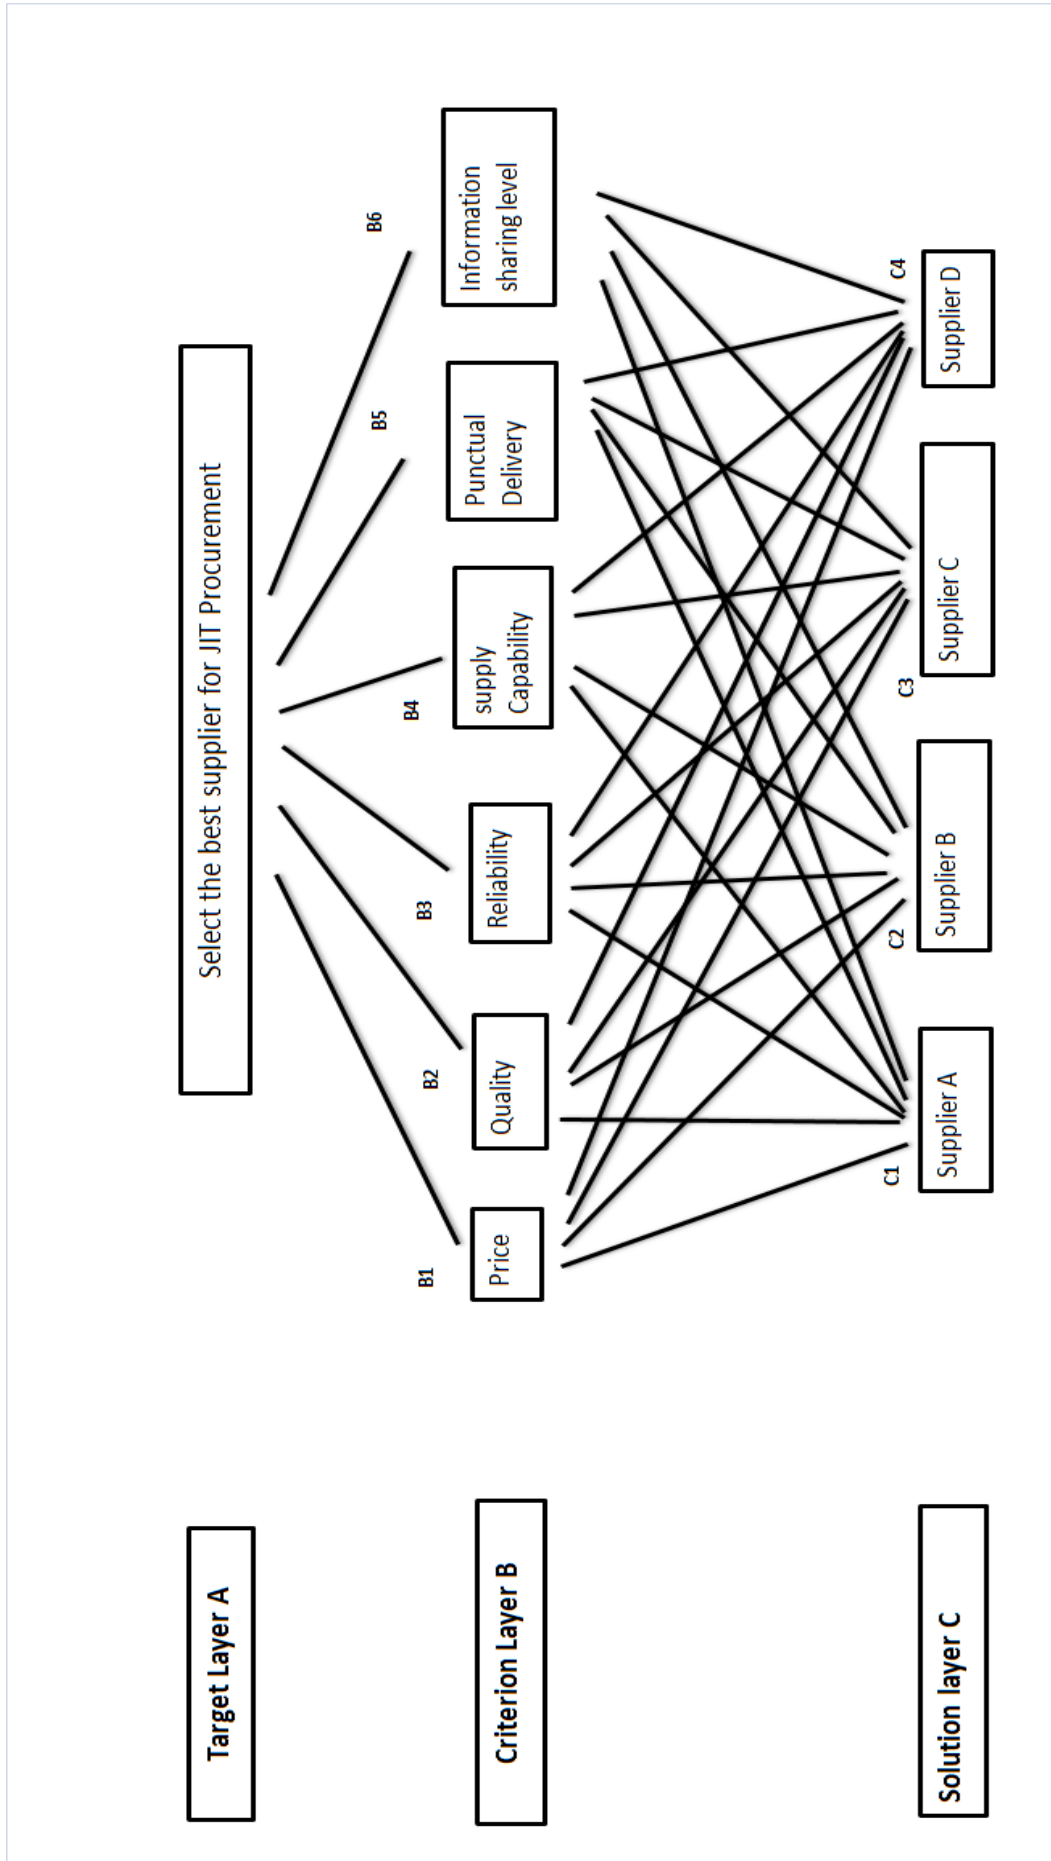 Target Layer A
Select the best supplier for JIT Procurement
B1
B2
B3
B4
B5
B6
Criterion Layer B
Price
Quality
Reliability
supply
Capability
Punctual
Delivery
Information
sharing level
C1
C2
C3
C4
Solution layer C
Supplier A
Supplier B
Supplier C
Supplier D